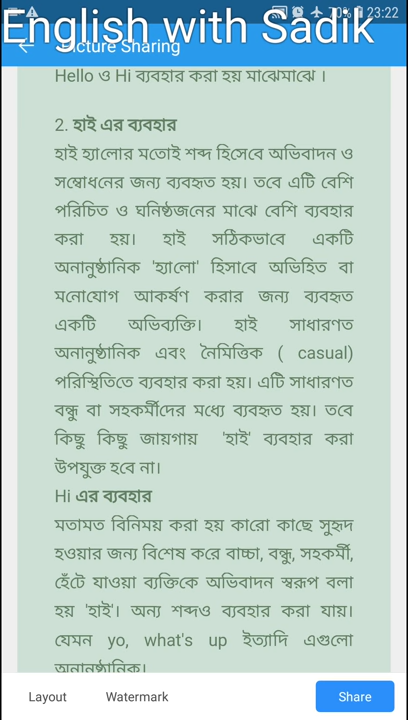 English with Sadik
70% 23:22
Picture Sharing
Hello ও Hi ব্যবহার করা হয় মাঝেমাঝে ।
2. হাই এর ব্যবহার
হাই হ্যালোর মতোই শব্দ হিসেবে অভিবাদন ও
সম্বোধনের জন্য ব্যবহৃত হয়। তবে এটি বেশি
পরিচিত ও ঘনিষ্ঠজনের মাঝে বেশি ব্যবহার
করা হয়। হাই সঠিকভাবে একটি
অনানুষ্ঠানিক 'হ্যালো' হিসাবে অভিহিত বা
মনোযোগ আকর্ষণ করার জন্য ব্যবহৃত
একটি অভিব্যক্তি। হাই সাধারণত
অনানুষ্ঠানিক এবং নৈমিত্তিক ( casual)
পরিস্থিতিতে ব্যবহার করা হয়। এটি সাধারণত
বন্ধু বা সহকর্মীদের মধ্যে ব্যবহৃত হয়। তবে
কিছু কিছু জায়গায় 'হাই' ব্যবহার করা
উপযুক্ত হবে না।
Hi এর ব্যবহার
মতামত বিনিময় করা হয় কারো কাছে সুহৃদ
হওয়ার জন্য বিশেষ করে বাচ্চা, বন্ধু, সহকর্মী,
হেঁটে যাওয়া ব্যক্তিকে অভিবাদন স্বরূপ বলা
হয় 'হাই'। অন্য শব্দও ব্যবহার করা যায়।
যেমন yo, what's up ইত্যাদি এগুলো
অনানুষ্ঠানিক।
Layout Watermark Share